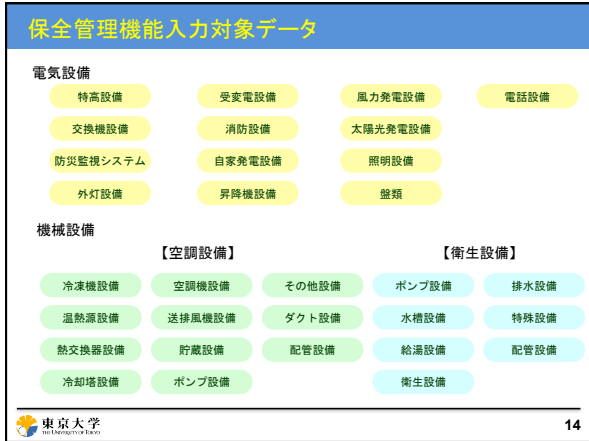 保全管理機能入力対象データ
電気設備
特高設備 受変電設備 風力発電設備 電話設備
交換機設備 消防設備 太陽光発電設備
防災監視システム 自家発電設備 照明設備
外灯設備 昇降機設備 盤類
機械設備
【空調設備】 【衛生設備】
冷凍機設備 空調機設備 その他設備 ポンプ設備 排水設備
温熱源設備 送排風機設備 ダクト設備 水槽設備 特殊設備
熱交換器設備 貯蔵設備 配管設備 給湯設備 配管設備
冷却塔設備 ポンプ設備 衛生設備
東京大学
THE UNIVERSITY OF TOKYO
14